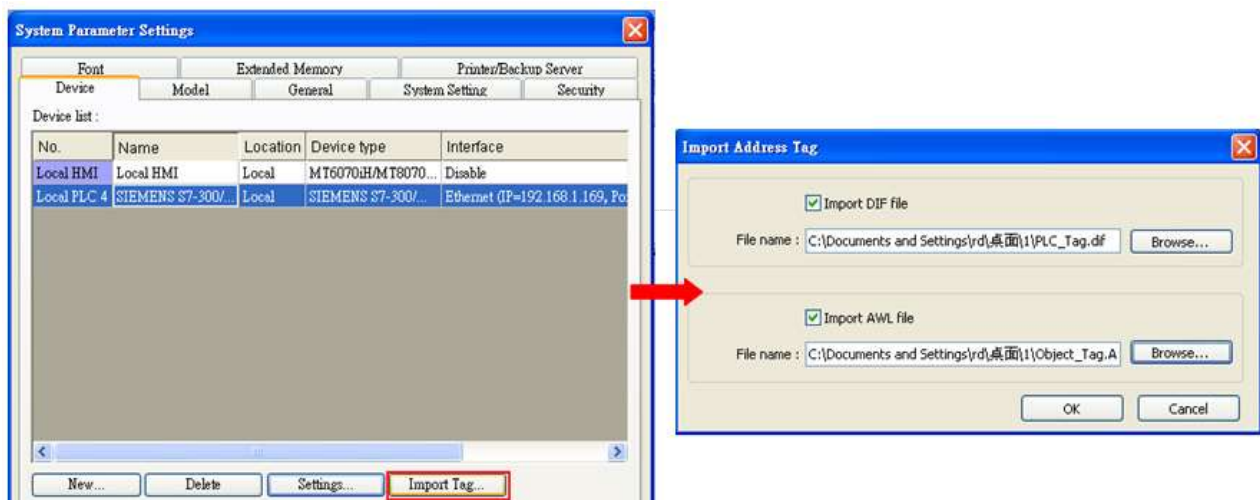 System Parameter Settings
Font Extended Memory Printer/Backup Server
Device Model General System Setting Security
Device list :
No. Name Location Device type Interface
Local HMI Local HMI Local MT6070iH/MT8070... Disable
Local PLC 4 SIEMENS S7-300/... Local SIEMENS S7-300/... Ethernet (IP=192.168.1.169, Po
New... Delete Settings... Import Tag...
Import Address Tag
Import DIF file
File name : C:\Documents and Settings\rd\桌面\1\PLC_Tag.dif Browse...
Import AWL file
File name : C:\Documents and Settings\rd\桌面\1\Object_Tag.A Browse...
OK Cancel